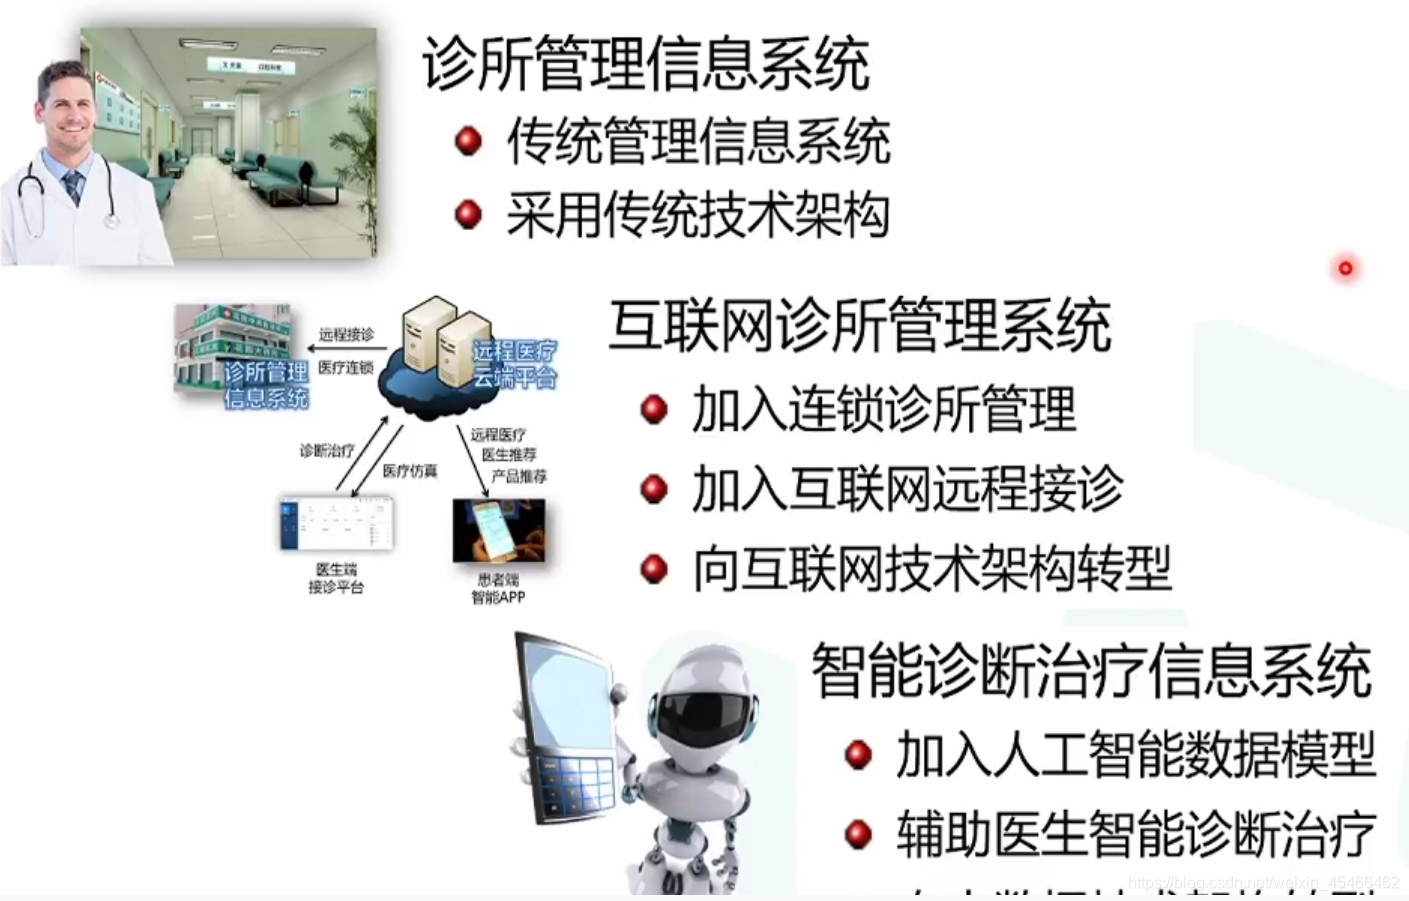 诊所管理信息系统
传统管理信息系统
采用传统技术架构
互联网诊所管理系统
加入连锁诊所管理
加入互联网远程接诊
向互联网技术架构转型
远程接诊
医疗连锁
诊所管理
信息系统
远程医疗
云端平台
诊断治疗
医疗仿真
远程医疗
医生推荐
产品推荐
医生端
接诊平台
患者端
智能APP
智能诊断治疗信息系统
加入人工智能数据模型
辅助医生智能诊断治疗
https://blog.csdn.net/weixin_45466462